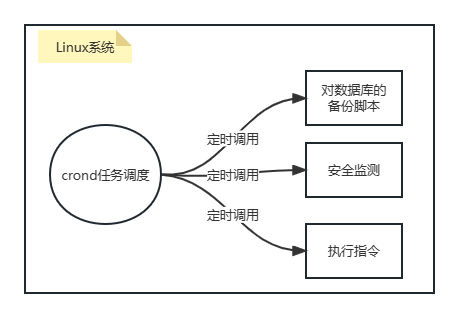 Linux系统
对数据库的
备份脚本
定时调用
crond任务调度
定时调用
安全监测
定时调用
执行指令